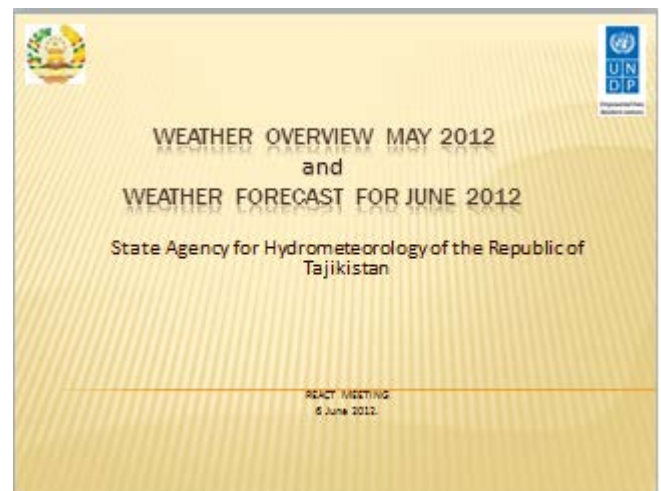 U N
D P
WEATHER OVERVIEW MAY 2012
and
WEATHER FORECAST FOR JUNE 2012
State Agency for Hydrometeorology of the Republic of
Tajikistan
REACT MEETING
6 June 2012.